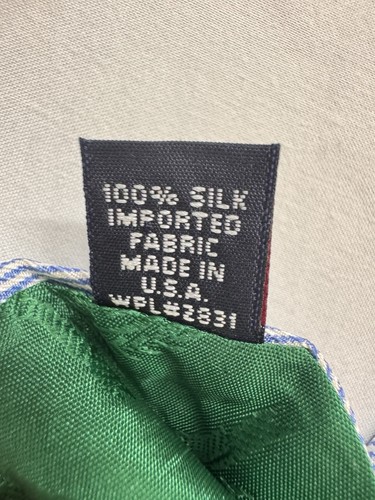 100% SILK
IMPORTED
FABRIC
MADE IN
U.S.A.
WPL#2831